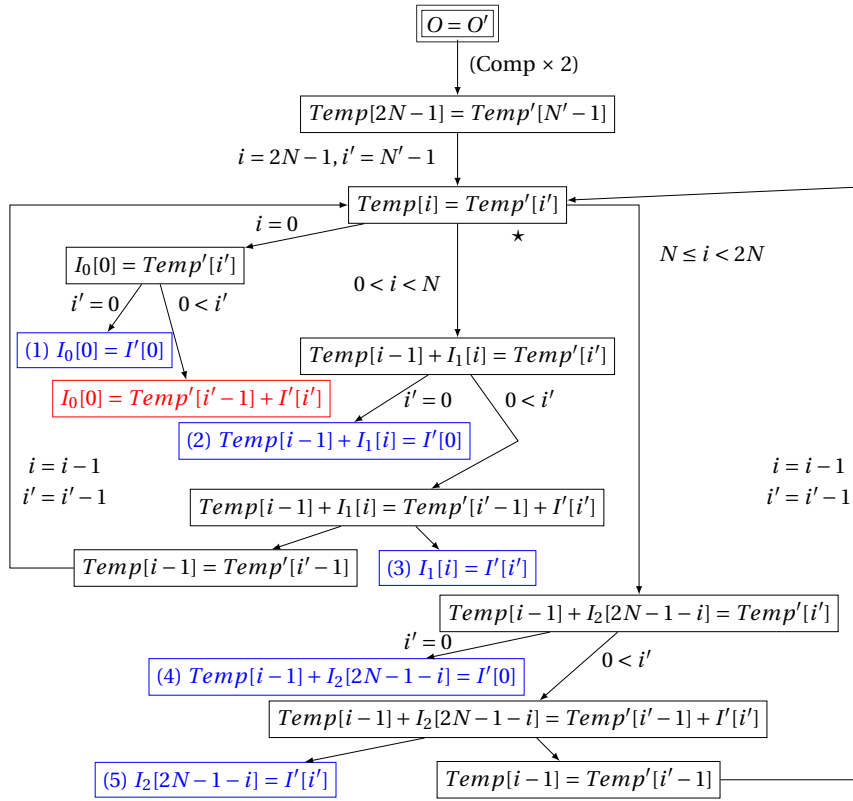 O = O′
(Comp × 2)
Temp[2N−1] = Temp′[N′−1]
i = 2N−1, i′ = N′−1
Temp[i] = Temp′[i′]
i = 0
⋆
N ≤ i < 2N
I₀[0] = Temp′[i′]
0 < i < N
i′ = 0
0 < i′
(1) I₀[0] = I′[0]
Temp[i−1] + I₁[i] = Temp′[i′]
I₀[0] = Temp′[i′−1] + I′[i′]
i′ = 0
0 < i′
(2) Temp[i−1] + I₁[i] = I′[0]
i = i−1
i′ = i′−1
i = i−1
i′ = i′−1
Temp[i−1] + I₁[i] = Temp′[i′−1] + I′[i′]
Temp[i−1] = Temp′[i′−1]
(3) I₁[i] = I′[i′]
Temp[i−1] + I₂[2N−1−i] = Temp′[i′]
i′ = 0
0 < i′
(4) Temp[i−1] + I₂[2N−1−i] = I′[0]
Temp[i−1] + I₂[2N−1−i] = Temp′[i′−1] + I′[i′]
(5) I₂[2N−1−i] = I′[i′]
Temp[i−1] = Temp′[i′−1]